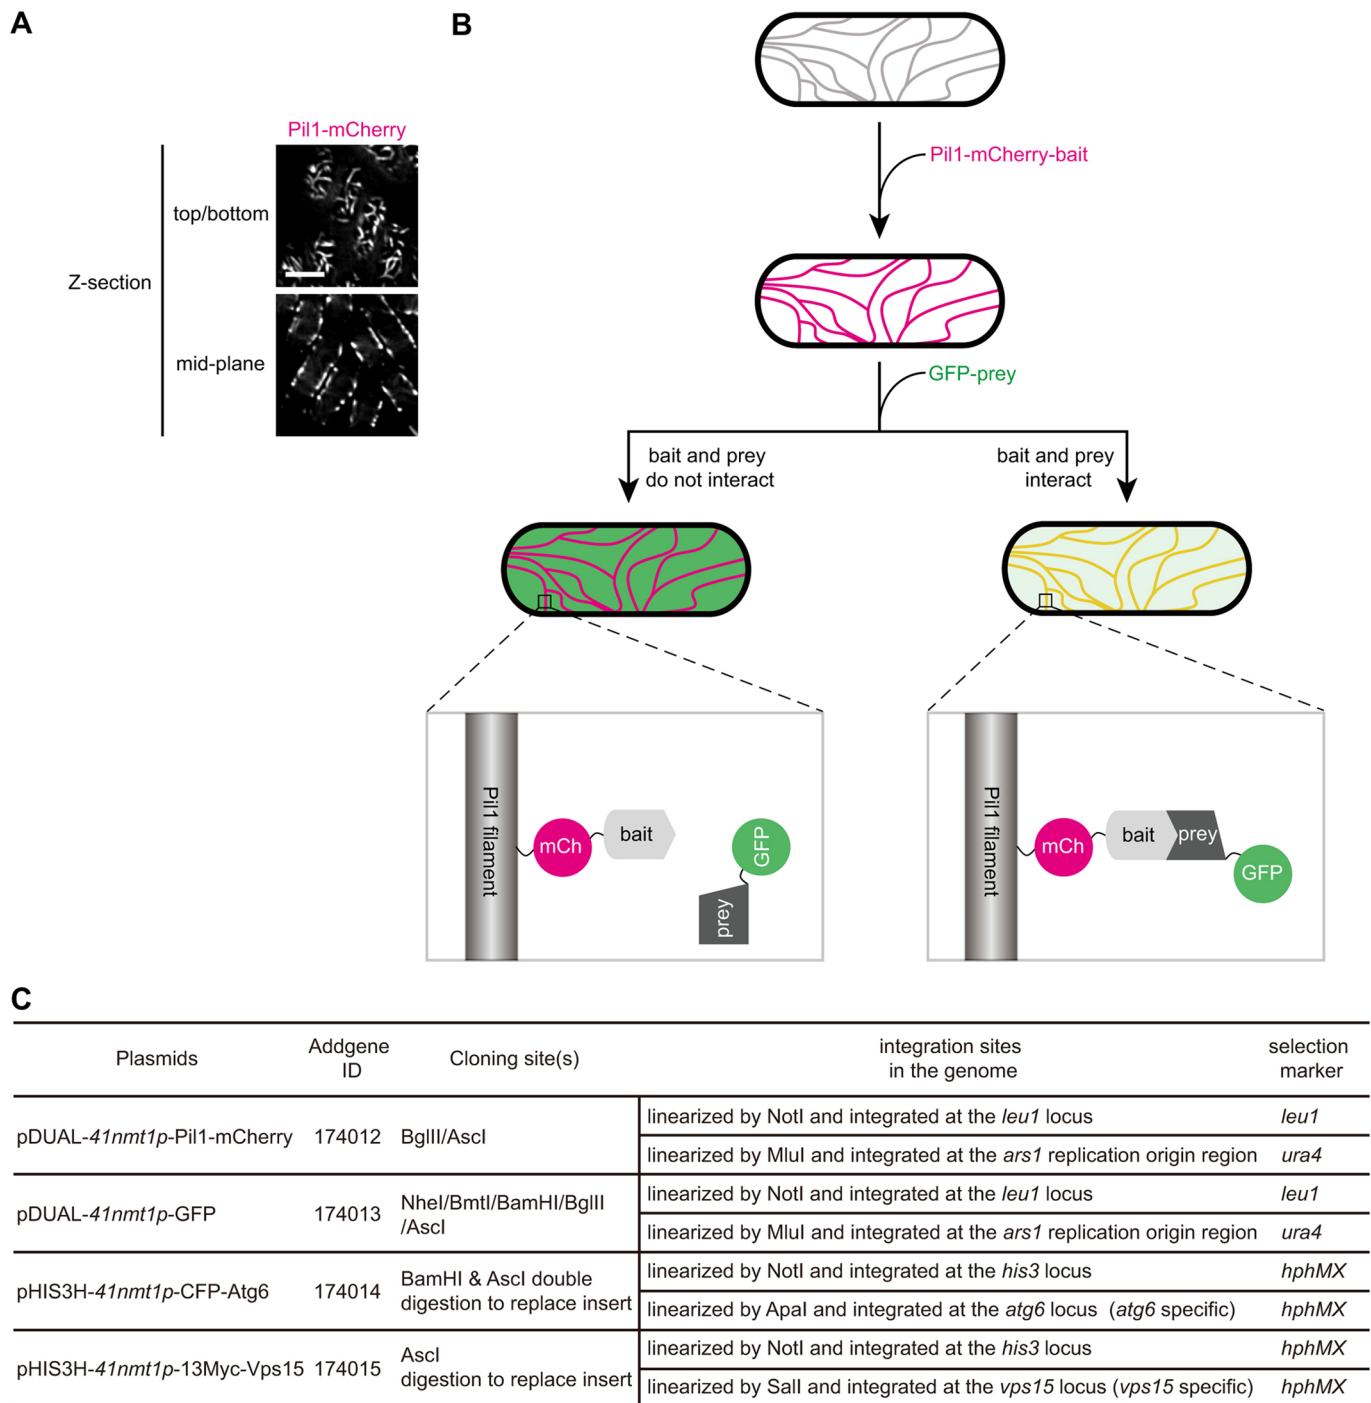 A
B
Pil1-mCherry
top/bottom
Z-section
mid-plane
Pil1-mCherry-bait
GFP-prey
bait and prey
do not interact
bait and prey
interact
Pil1 filament
mCh
bait
GFP
prey
Pil1 filament
mCh
bait
prey
GFP
C
Plasmids
Addgene
ID
Cloning site(s)
integration sites
in the genome
selection
marker
pDUAL-41nmt1p-Pil1-mCherry 174012 BglII/AscI
linearized by NotI and integrated at the leu1 locus leu1
linearized by MluI and integrated at the ars1 replication origin region ura4
pDUAL-41nmt1p-GFP 174013 NheI/BmtI/BamHI/BglII
/AscI
linearized by NotI and integrated at the leu1 locus leu1
linearized by MluI and integrated at the ars1 replication origin region ura4
pHIS3H-41nmt1p-CFP-Atg6 174014 BamHI & AscI double
digestion to replace insert
linearized by NotI and integrated at the his3 locus hphMX
linearized by ApaI and integrated at the atg6 locus (atg6 specific) hphMX
pHIS3H-41nmt1p-13Myc-Vps15 174015 AscI
digestion to replace insert
linearized by NotI and integrated at the his3 locus hphMX
linearized by SalI and integrated at the vps15 locus (vps15 specific) hphMX